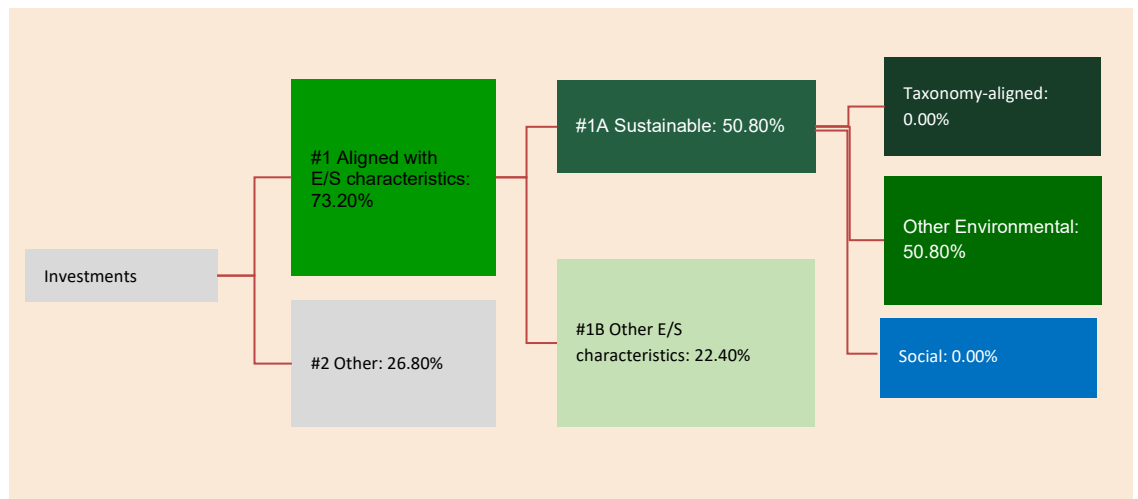 Investments
#1 Aligned with
E/S characteristics:
73.20%
#2 Other: 26.80%
#1A Sustainable: 50.80%
#1B Other E/S
characteristics: 22.40%
Taxonomy-aligned:
0.00%
Other Environmental:
50.80%
Social: 0.00%